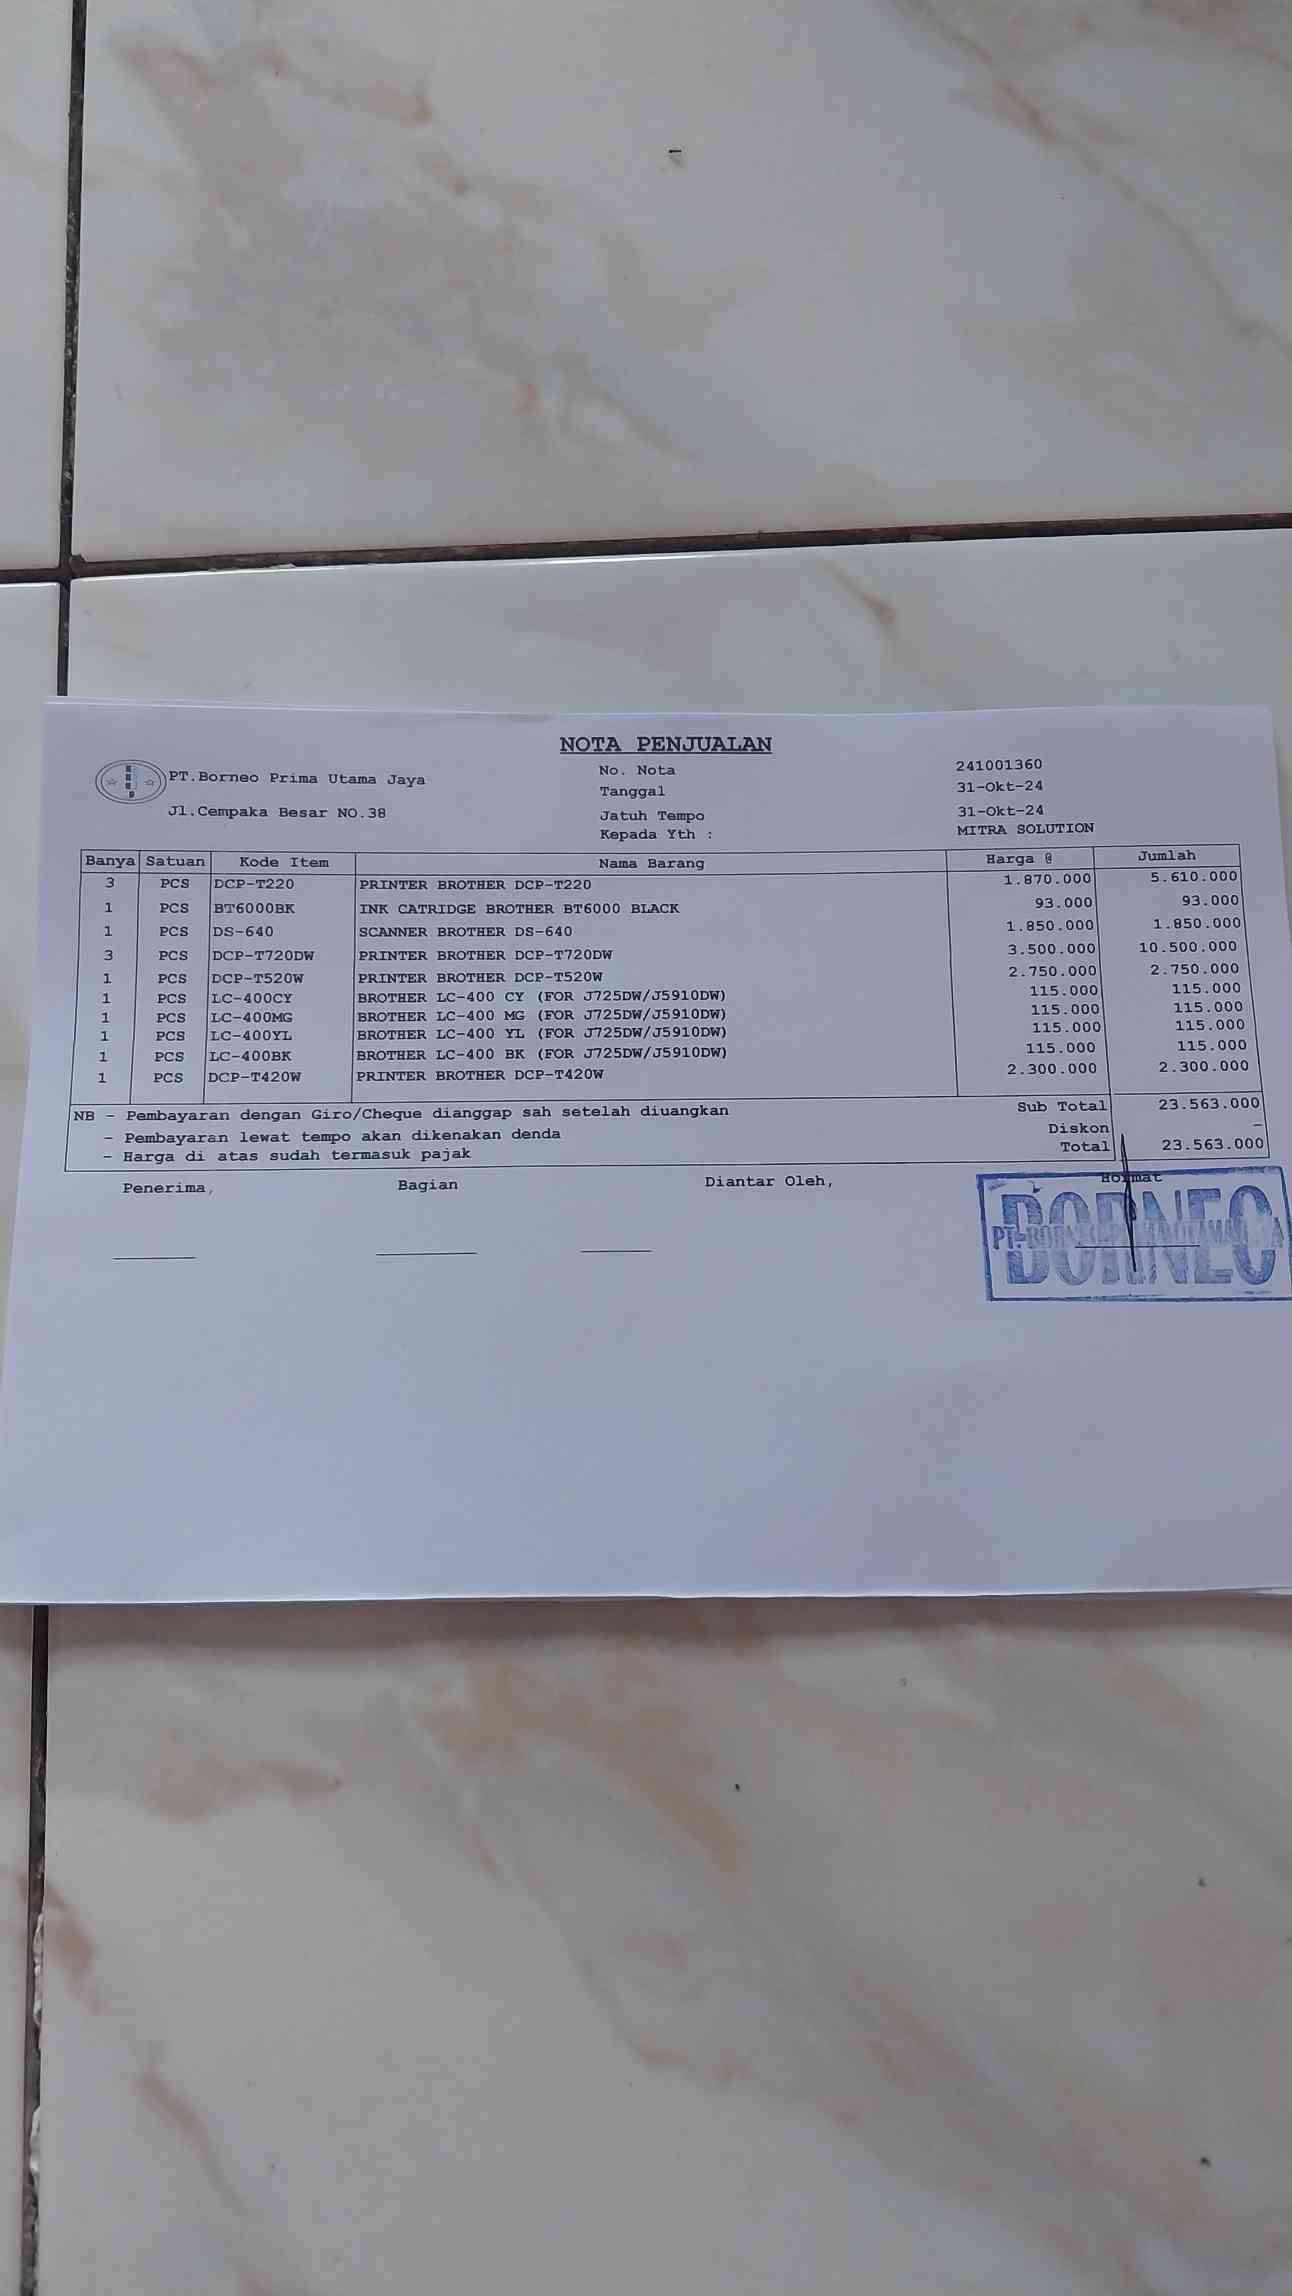 NOTA PENJUALAN
PT.Borneo Prima Utama Jaya
Jl.Cempaka Besar NO.38
No. Nota 241001360
Tanggal 31-Okt-24
Jatuh Tempo 31-Okt-24
Kepada Yth : MITRA SOLUTION
Banya Satuan Kode Item Nama Barang Harga @ Jumlah
3 PCS DCP-T220 PRINTER BROTHER DCP-T220 1.870.000 5.610.000
1 PCS BT6000BK INK CATRIDGE BROTHER BT6000 BLACK 93.000 93.000
1 PCS DS-640 SCANNER BROTHER DS-640 1.850.000 1.850.000
3 PCS DCP-T720DW PRINTER BROTHER DCP-T720DW 3.500.000 10.500.000
1 PCS DCP-T520W PRINTER BROTHER DCP-T520W 2.750.000 2.750.000
1 PCS LC-400CY BROTHER LC-400 CY (FOR J725DW/J5910DW) 115.000 115.000
1 PCS LC-400MG BROTHER LC-400 MG (FOR J725DW/J5910DW) 115.000 115.000
1 PCS LC-400YL BROTHER LC-400 YL (FOR J725DW/J5910DW) 115.000 115.000
1 PCS LC-400BK BROTHER LC-400 BK (FOR J725DW/J5910DW) 115.000 115.000
1 PCS DCP-T420W PRINTER BROTHER DCP-T420W 2.300.000 2.300.000
NB - Pembayaran dengan Giro/Cheque dianggap sah setelah diuangkan Sub Total 23.563.000
- Pembayaran lewat tempo akan dikenakan denda Diskon -
- Harga di atas sudah termasuk pajak Total 23.563.000
Penerima, Bagian Diantar Oleh, Hormat
BORNEO